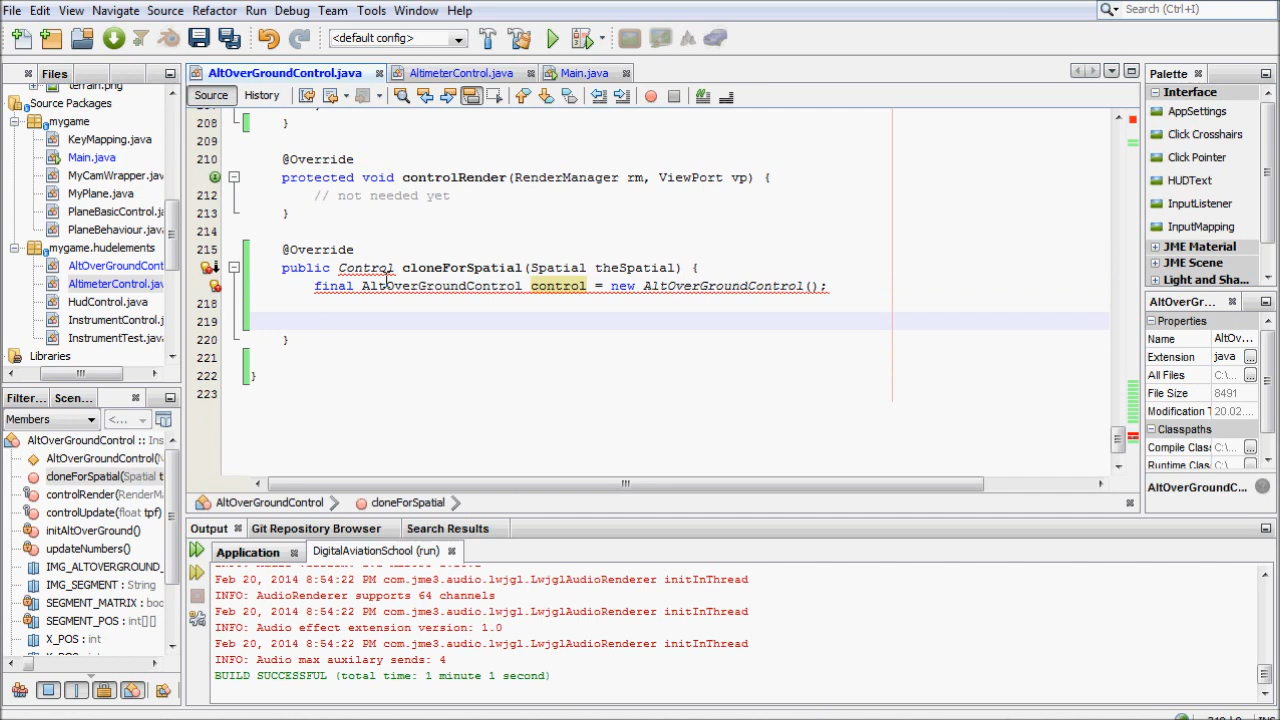 File Edit View Navigate Source Refactor Run Debug Team Tools Window Help
Search (Ctrl+I)
<default config>
Files
terrain.png
Source Packages
mygame
KeyMapping.java
Main.java
MyCamWrapper.jav
MyPlane.java
PlaneBasicControl.j
PlaneBehaviour.java
mygame.hudelements
AltOverGroundCont
AltimeterControl.jav
HudControl.java
InstrumentControl.j
InstrumentTest.java
Libraries
Filter... Scen...
Members <...
AltOverGroundControl :: Ins
AltOverGroundControl(
cloneForSpatial(Spatial t
controlRender(RenderMa
controlUpdate(float tpf)
initAltOverGround()
updateNumbers()
IMG_ALTOVERGROUND_
IMG_SEGMENT : String
SEGMENT_MATRIX : boo
SEGMENT_POS : int[][]
X_POS : int
AltOverGroundControl.java AltimeterControl.java Main.java
Source History
208 }
209
210 @Override
protected void controlRender(RenderManager rm, ViewPort vp) {
212 // not needed yet
213 }
214
215 @Override
public Control cloneForSpatial(Spatial theSpatial) {
final AltOverGroundControl control = new AltOverGroundControl();
218
219
220 }
221
222 }
223
AltOverGroundControl cloneForSpatial
Output Git Repository Browser Search Results
Application DigitalAviationSchool (run)
Feb 20, 2014 8:54:22 PM com.jme3.audio.lwjgl.LwjglAudioRenderer initInThread
INFO: AudioRenderer supports 64 channels
Feb 20, 2014 8:54:22 PM com.jme3.audio.lwjgl.LwjglAudioRenderer initInThread
INFO: Audio effect extension version: 1.0
Feb 20, 2014 8:54:22 PM com.jme3.audio.lwjgl.LwjglAudioRenderer initInThread
INFO: Audio max auxilary sends: 4
BUILD SUCCESSFUL (total time: 1 minute 1 second)
Palette
Interface
AppSettings
Click Crosshairs
Click Pointer
HUDText
InputListener
InputMapping
JME Material
JME Scene
Light and Sha...
AltOverGr...
Properties
Name AltOv...
Extension java ...
All Files C:\... ...
File Size 8491
Modification T 20.02...
Classpaths
Compile Class C:\... ...
Runtime Class C:\... ...
AltOverGroundC...